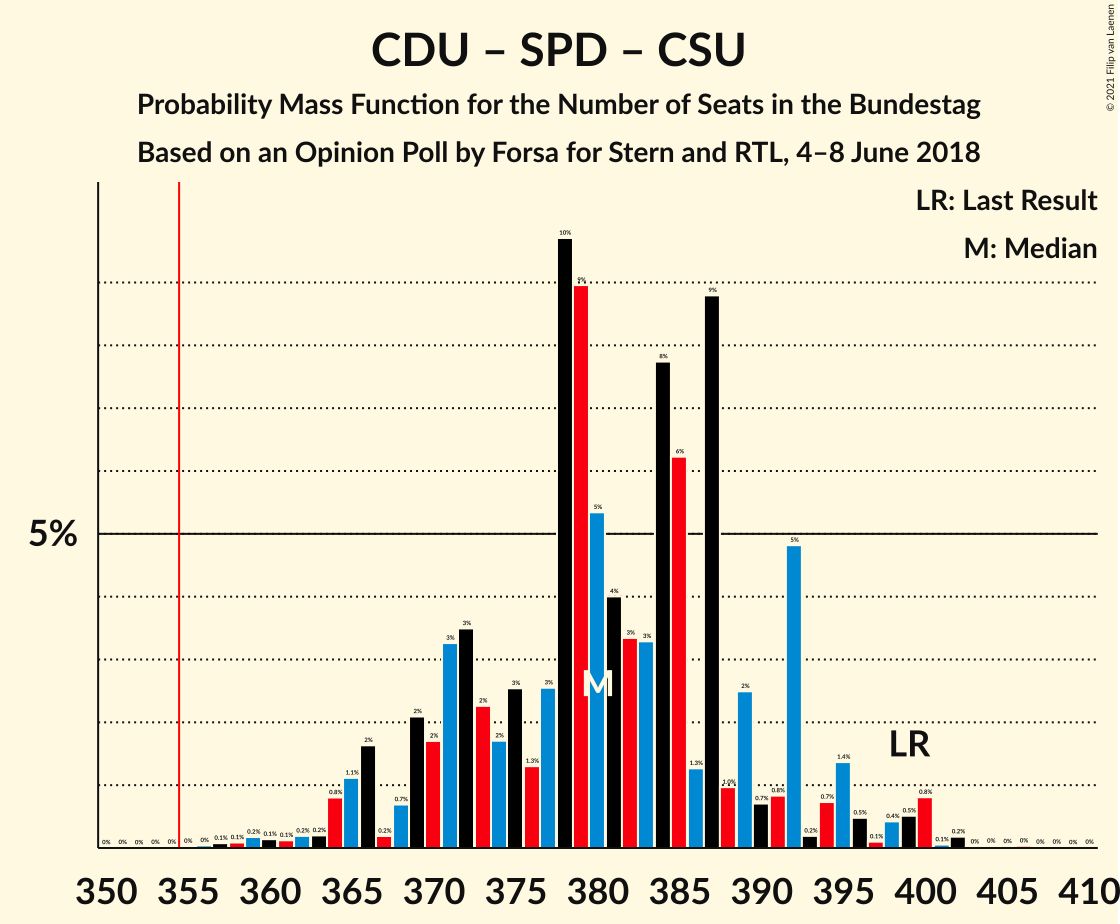 CDU – SPD – CSU
Probability Mass Function for the Number of Seats in the Bundestag
Based on an Opinion Poll by Forsa for Stern and RTL, 4–8 June 2018
© 2021 Filip van Laenen
LR: Last Result
M: Median
5%
0% 0% 0% 0% 0% 0% 0% 0.1% 0.1% 0.2% 0.1% 0.1% 0.2% 0.2% 0.8% 1.1% 2% 0.2% 0.7% 2% 2% 3% 3% 2% 2% 3% 1.3% 3% 10% 9% 5% 4% 3% 3% 8% 6% 1.3% 9% 1.0% 2% 0.7% 0.8% 5% 0.2% 0.7% 1.4% 0.5% 0.1% 0.4% 0.5% 0.8% 0.1% 0.2% 0% 0% 0% 0% 0% 0% 0% 0%
M
LR
350 355 360 365 370 375 380 385 390 395 400 405 410